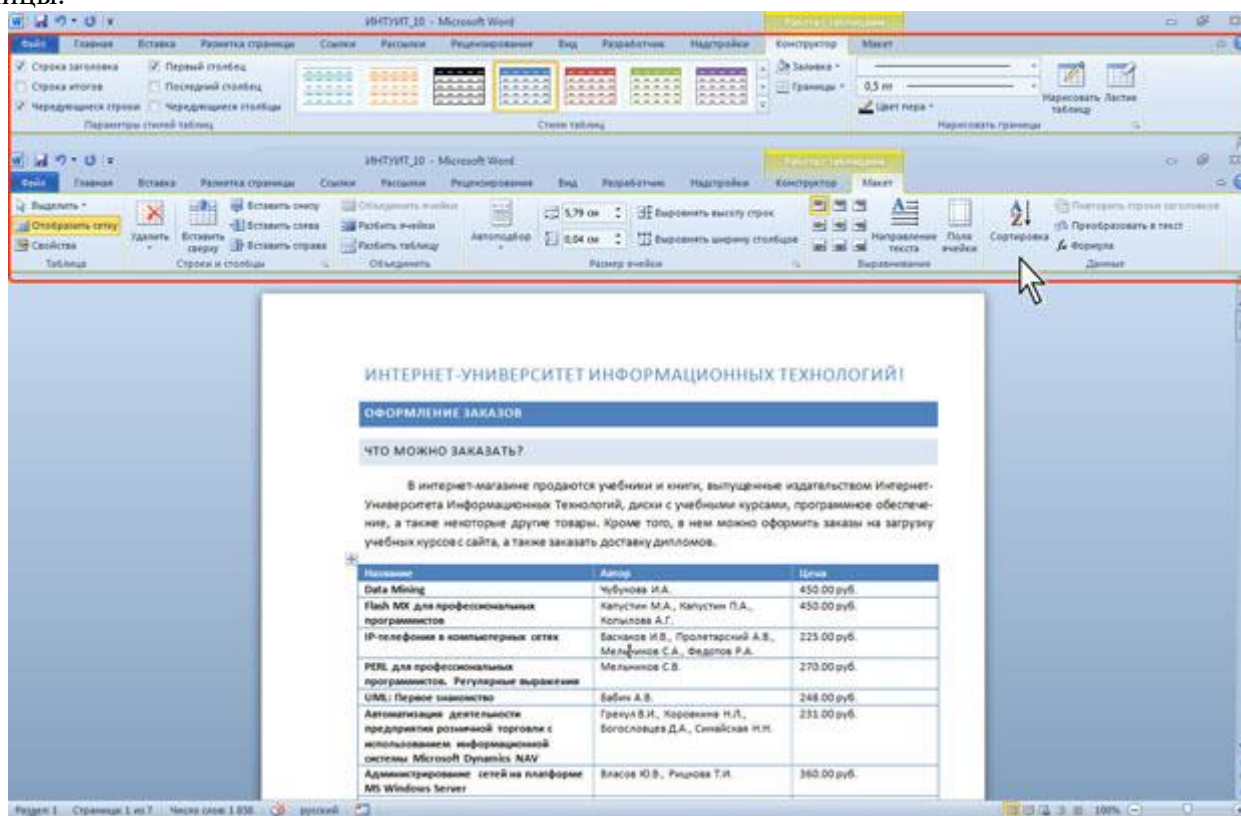 ницы.
ИНТУИТ_10 - Microsoft Word
Работа с таблицами
Файл Главная Вставка Разметка страницы Ссылки Рассылки Рецензирование Вид Разработчик Надстройки Конструктор Макет
Строка заголовка Первый столбец Заливка
Строка итогов Последний столбец Границы 0,5 пт
Чередующиеся строки Чередующиеся столбцы Цвет пера Нарисовать таблицу Ластик
Параметры стилей таблиц Стили таблиц Нарисовать границы
ИНТУИТ_10 - Microsoft Word
Работа с таблицами
Файл Главная Вставка Разметка страницы Ссылки Рассылки Рецензирование Вид Разработчик Надстройки Конструктор Макет
Выделить Вставить снизу Объединить ячейки 5,79 см Выровнять высоту строк Повторить строки заголовков
Отобразить сетку Удалить Вставить сверху Вставить слева Разбить ячейки Автоподбор 0,04 см Выровнять ширину столбцов Направление текста Поля ячейки Сортировка Преобразовать в текст
Свойства Вставить справа Разбить таблицу Формула
Таблица Строки и столбцы Объединить Размер ячейки Выравнивание Данные
ИНТЕРНЕТ-УНИВЕРСИТЕТ ИНФОРМАЦИОННЫХ ТЕХНОЛОГИЙ!
ОФОРМЛЕНИЕ ЗАКАЗОВ
ЧТО МОЖНО ЗАКАЗАТЬ?
В интернет-магазине продаются учебники и книги, выпущенные издательством Интернет-
Университета Информационных Технологий, диски с учебными курсами, программное обеспече-
ние, а также некоторые другие товары. Кроме того, в нем можно оформить заказы на загрузку
учебных курсов с сайта, а также заказать доставку дипломов.
Название Автор Цена
Data Mining Чубукова И.А. 450.00 руб.
Flash MX для профессиональных Капустин М.А., Капустин П.А., 450.00 руб.
программистов Копылова А.Г.
IP-телефония в компьютерных сетях Баскаков И.В., Пролетарский А.В., 225.00 руб.
Мельников С.А., Федотов Р.А.
PERL для профессиональных Мельников С.В. 270.00 руб.
программистов. Регулярные выражения
UML: Первое знакомство Бабич А.В. 248.00 руб.
Автоматизация деятельности Грекул В.И., Коровкина Н.Л., 231.00 руб.
предприятия розничной торговли с Богословцев Д.А., Синайская Н.Н.
использованием информационной
системы Microsoft Dynamics NAV
Администрирование сетей на платформе Власов Ю.В., Рицкова Т.И. 360.00 руб.
MS Windows Server
Раздел: 1 Страница: 1 из 7 Число слов: 1 838 русский 100%